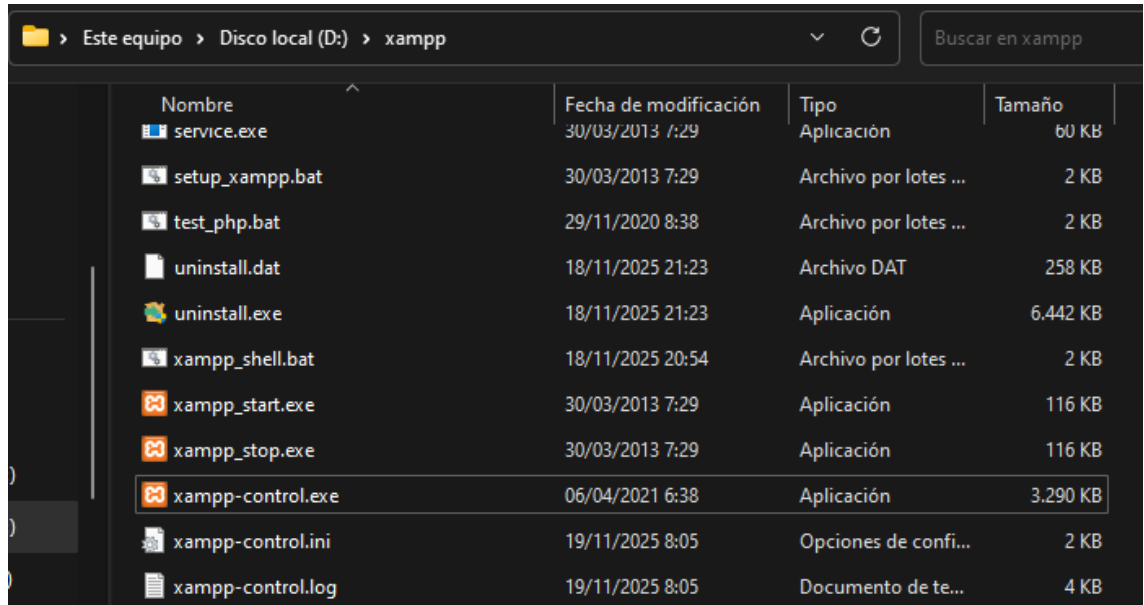 Este equipo > Disco local (D:) > xampp Buscar en xampp
Nombre Fecha de modificación Tipo Tamaño
service.exe 30/03/2013 7:29 Aplicación 60 KB
setup_xampp.bat 30/03/2013 7:29 Archivo por lotes ... 2 KB
test_php.bat 29/11/2020 8:38 Archivo por lotes ... 2 KB
uninstall.dat 18/11/2025 21:23 Archivo DAT 258 KB
uninstall.exe 18/11/2025 21:23 Aplicación 6.442 KB
xampp_shell.bat 18/11/2025 20:54 Archivo por lotes ... 2 KB
xampp_start.exe 30/03/2013 7:29 Aplicación 116 KB
xampp_stop.exe 30/03/2013 7:29 Aplicación 116 KB
)
xampp-control.exe 06/04/2021 6:38 Aplicación 3.290 KB
)
xampp-control.ini 19/11/2025 8:05 Opciones de confi... 2 KB
)
xampp-control.log 19/11/2025 8:05 Documento de te... 4 KB